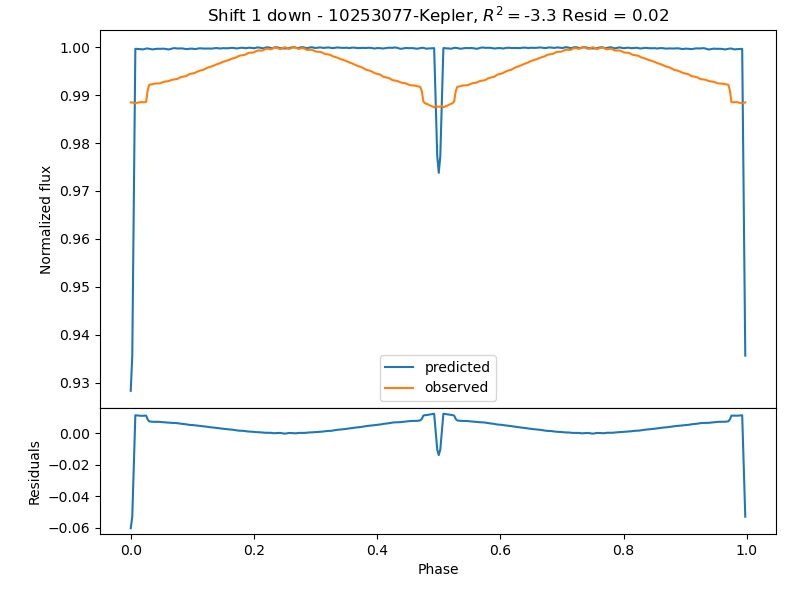 Shift 1 down - 10253077-Kepler, $R^2 =$-3.3 Resid = 0.02
1.00
0.99
0.98
0.97
0.96
0.95
0.94
0.93
Normalized flux
predicted
observed
0.00
−0.02
−0.04
−0.06
Residuals
0.0 0.2 0.4 0.6 0.8 1.0
Phase